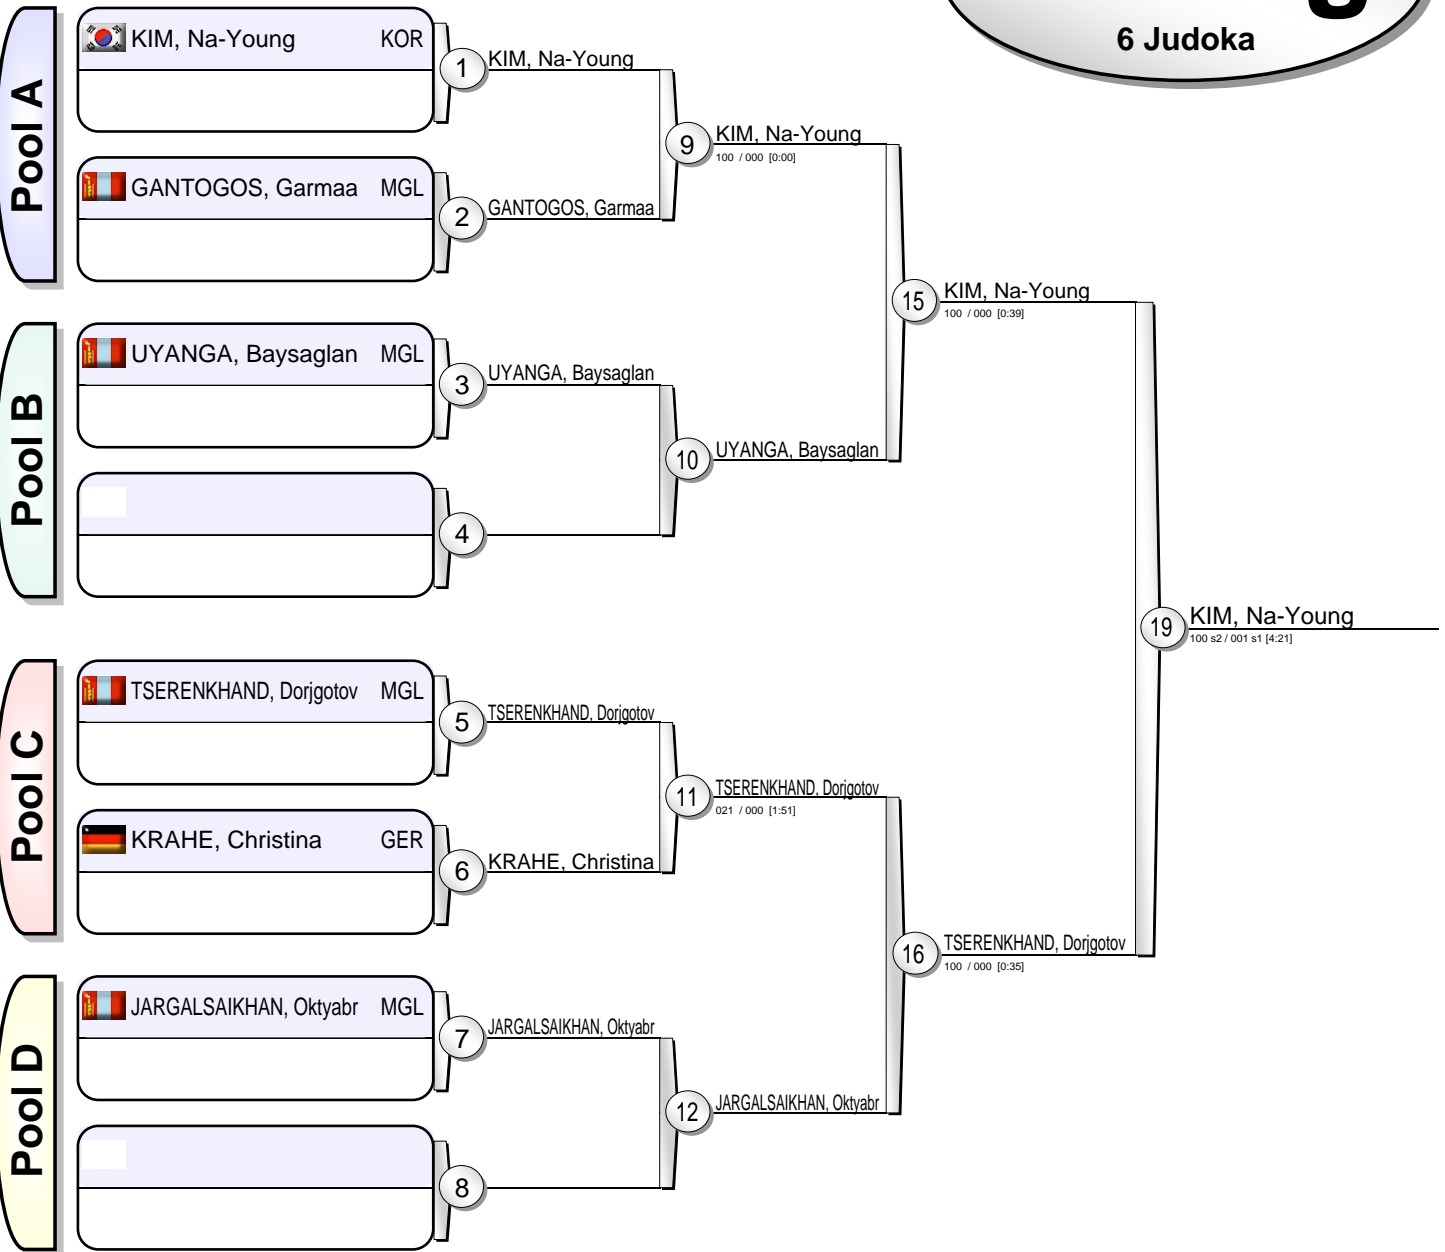 6 Judoka
Pool A
KIM, Na-Young KOR
1
KIM, Na-Young
GANTOGOS, Garmaa MGL
2
GANTOGOS, Garmaa
9
KIM, Na-Young
100 / 000 [0:00]
Pool B
UYANGA, Baysaglan MGL
3
UYANGA, Baysaglan
4
10
UYANGA, Baysaglan
15
KIM, Na-Young
100 / 000 [0:39]
Pool C
TSERENKHAND, Dorjgotov MGL
5
TSERENKHAND, Dorjgotov
KRAHE, Christina GER
6
KRAHE, Christina
11
TSERENKHAND, Dorjgotov
021 / 000 [1:51]
Pool D
JARGALSAIKHAN, Oktyabr MGL
7
JARGALSAIKHAN, Oktyabr
8
12
JARGALSAIKHAN, Oktyabr
16
TSERENKHAND, Dorjgotov
100 / 000 [0:35]
19
KIM, Na-Young
100 s2 / 001 s1 [4:21]